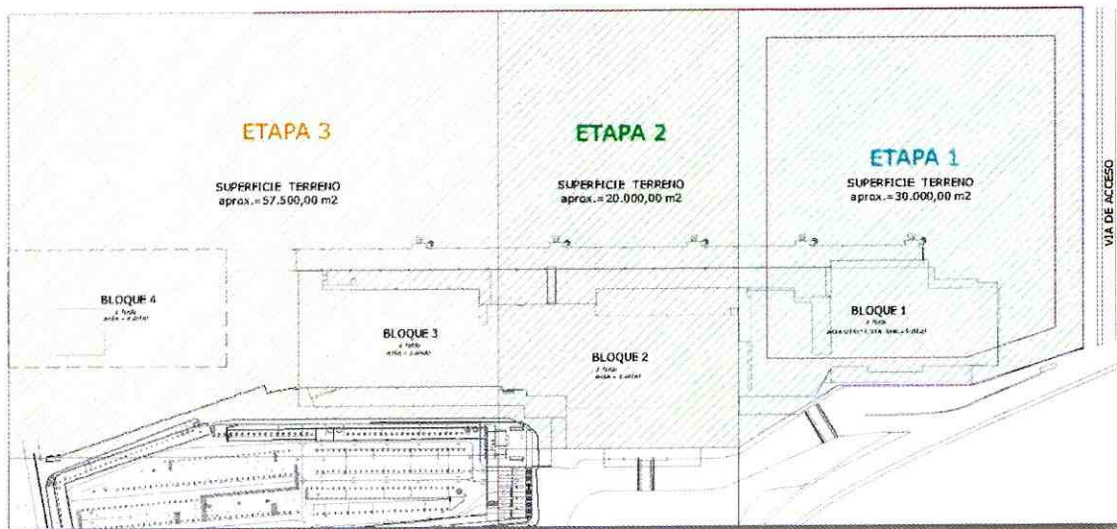 ETAPA 3
SUPERFICIE TERRENO
aprox.=57.500,00 m2
ETAPA 2
SUPERFICIE TERRENO
aprox.=20.000,00 m2
ETAPA 1
SUPERFICIE TERRENO
aprox.=30.000,00 m2
VIA DE ACCESO
BLOQUE 4
BLOQUE 3
BLOQUE 2
BLOQUE 1